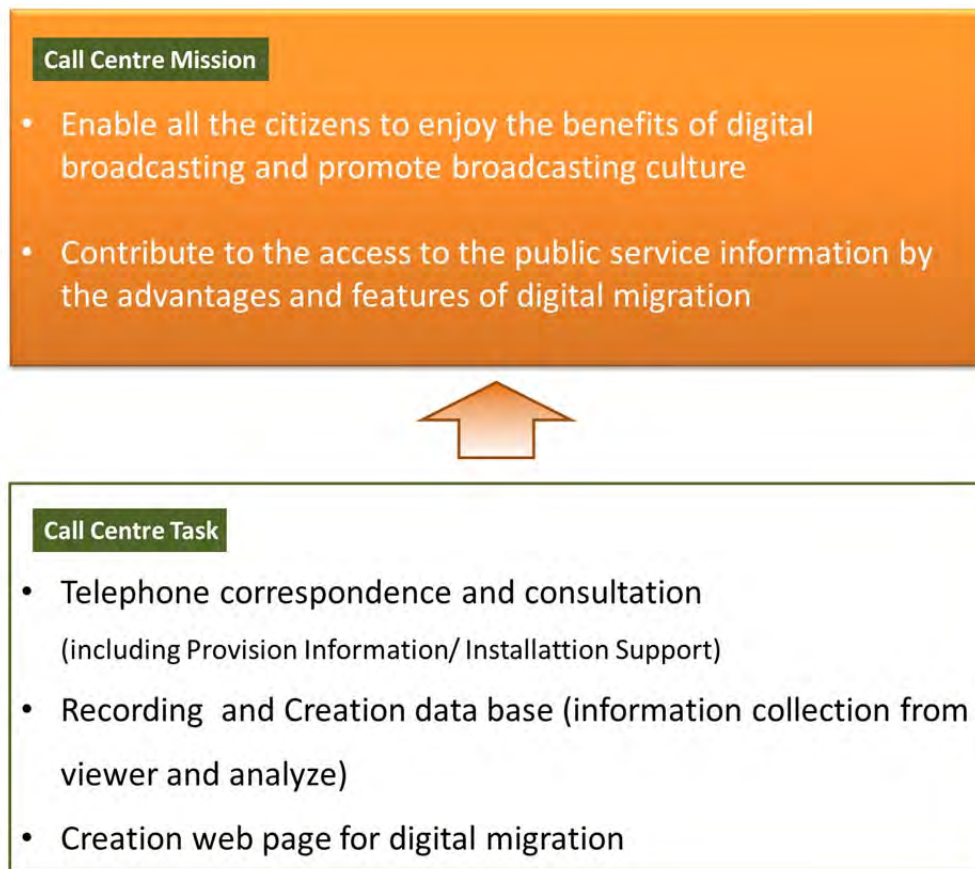 Call Centre Mission
• Enable all the citizens to enjoy the benefits of digital
broadcasting and promote broadcasting culture
• Contribute to the access to the public service information by
the advantages and features of digital migration
Call Centre Task
• Telephone correspondence and consultation
(including Provision Information/ Installattion Support)
• Recording  and Creation data base (information collection from
viewer and analyze)
• Creation web page for digital migration